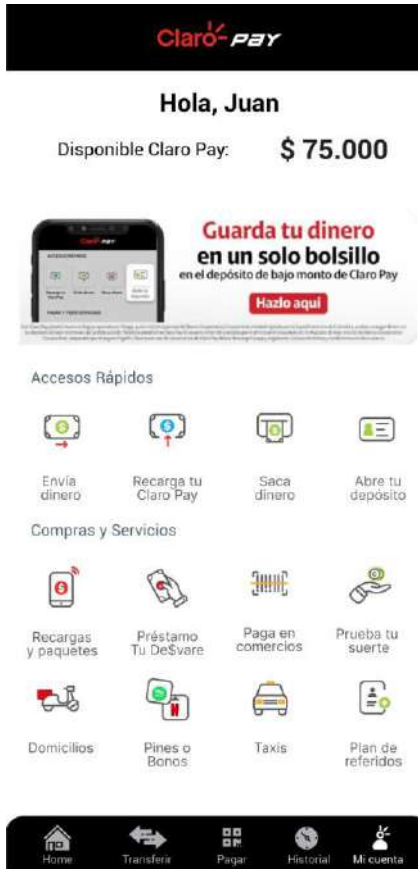 Claro-pay
Hola, Juan
Disponible Claro Pay: $ 75.000
Guarda tu dinero
en un solo bolsillo
en el depósito de bajo monto de Claro Pay
Hazlo aquí
Accesos Rápidos
Envía dinero
Recarga tu Claro Pay
Saca dinero
Abre tu depósito
Compras y Servicios
Recargas y paquetes
Préstamo Tu De$vare
Paga en comercios
Prueba tu suerte
Domicilios
Pines o Bonos
Taxis
Plan de referidos
Home
Transferir
Pagar
Historial
Mi cuenta